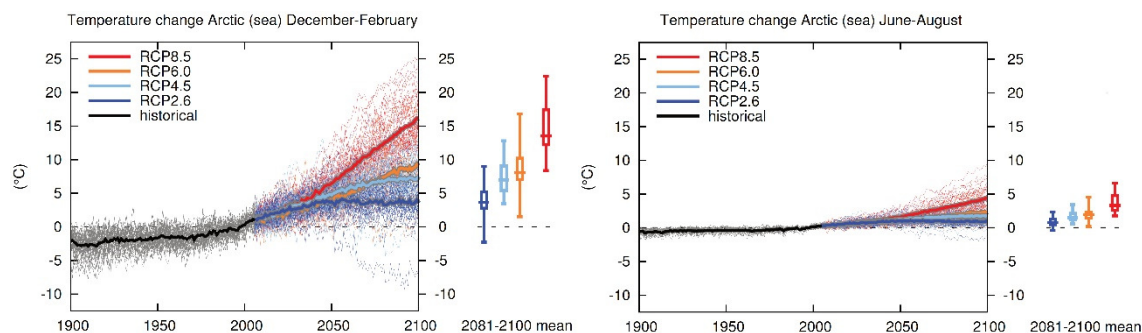 Temperature change Arctic (sea) December-February
(°C)
25
20
15
10
5
0
-5
-10
RCP8.5
RCP6.0
RCP4.5
RCP2.6
historical
25
20
15
10
5
0
-5
-10
1900 1950 2000 2050 2100 2081-2100 mean
Temperature change Arctic (sea) June-August
(°C)
25
20
15
10
5
0
-5
-10
RCP8.5
RCP6.0
RCP4.5
RCP2.6
historical
25
20
15
10
5
0
-5
-10
1900 1950 2000 2050 2100 2081-2100 mean